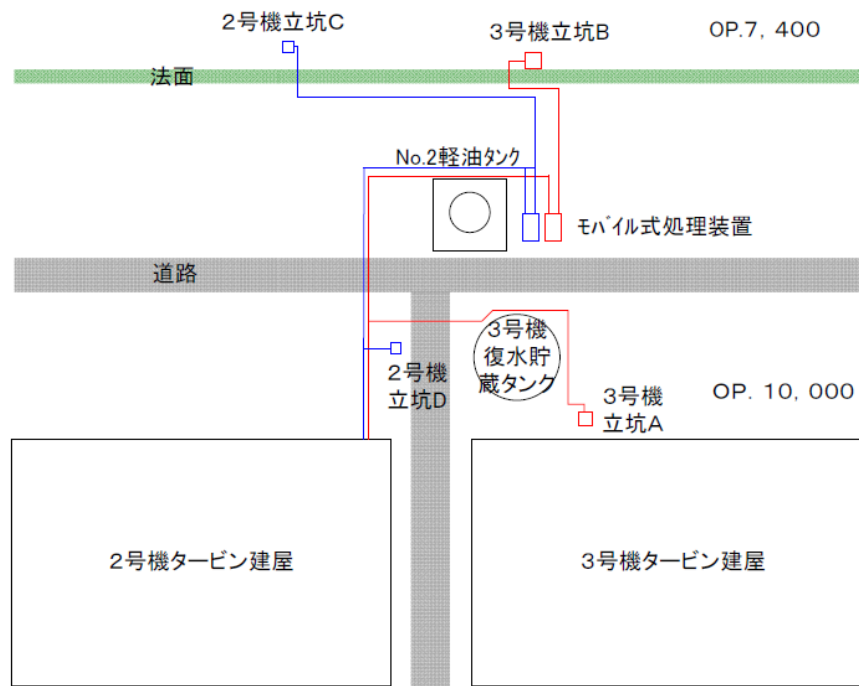 2号機立坑C
3号機立坑B
OP.7, 400
法面
No.2軽油タンク
モバイル式処理装置
道路
3号機
復水貯
蔵タンク
2号機
立坑D
3号機
立坑A
OP. 10, 000
2号機タービン建屋
3号機タービン建屋